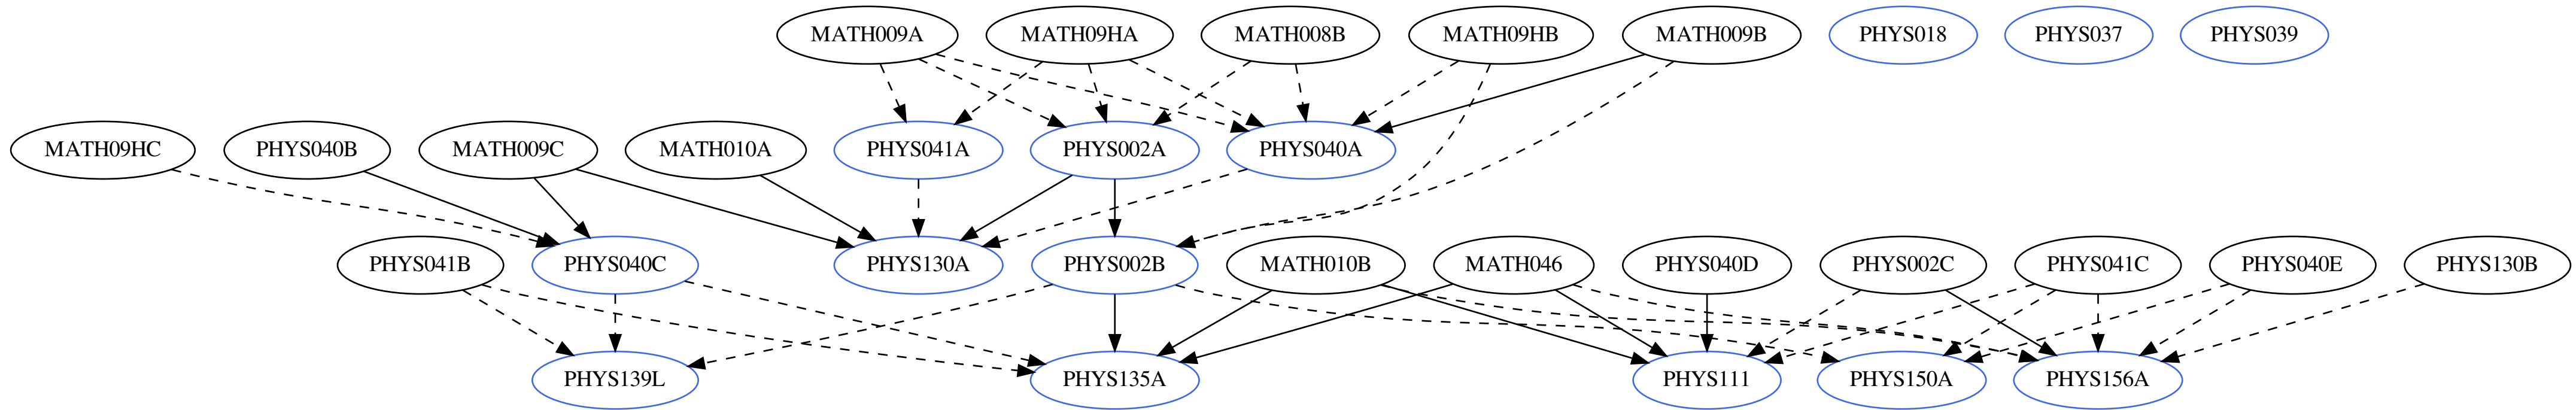 MATH009A MATH09HA MATH008B MATH09HB MATH009B PHYS018 PHYS037 PHYS039
MATH09HC PHYS040B MATH009C MATH010A PHYS041A PHYS002A PHYS040A
PHYS041B PHYS040C PHYS130A PHYS002B MATH010B MATH046 PHYS040D PHYS002C PHYS041C PHYS040E PHYS130B
PHYS139L PHYS135A PHYS111 PHYS150A PHYS156A